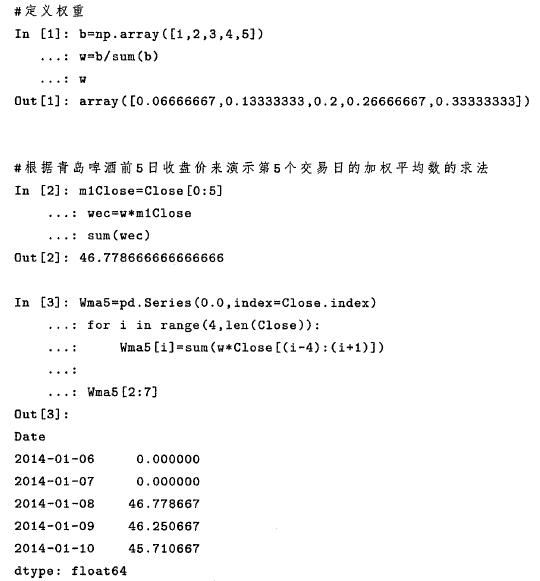 #定义权重
In [1]: b=np.array([1,2,3,4,5])
   ...: w=b/sum(b)
   ...: w
Out[1]: array([0.06666667,0.13333333,0.2,0.26666667,0.33333333])
#根据青岛啤酒前5日收盘价来演示第5个交易日的加权平均数的求法
In [2]: m1Close=Close[0:5]
   ...: wec=w*m1Close
   ...: sum(wec)
Out[2]: 46.778666666666666
In [3]: Wma5=pd.Series(0.0,index=Close.index)
   ...: for i in range(4,len(Close)):
   ...:     Wma5[i]=sum(w*Close[(i-4):(i+1)])
   ...:
   ...: Wma5[2:7]
Out[3]:
Date
2014-01-06     0.000000
2014-01-07     0.000000
2014-01-08    46.778667
2014-01-09    46.250667
2014-01-10    45.710667
dtype: float64